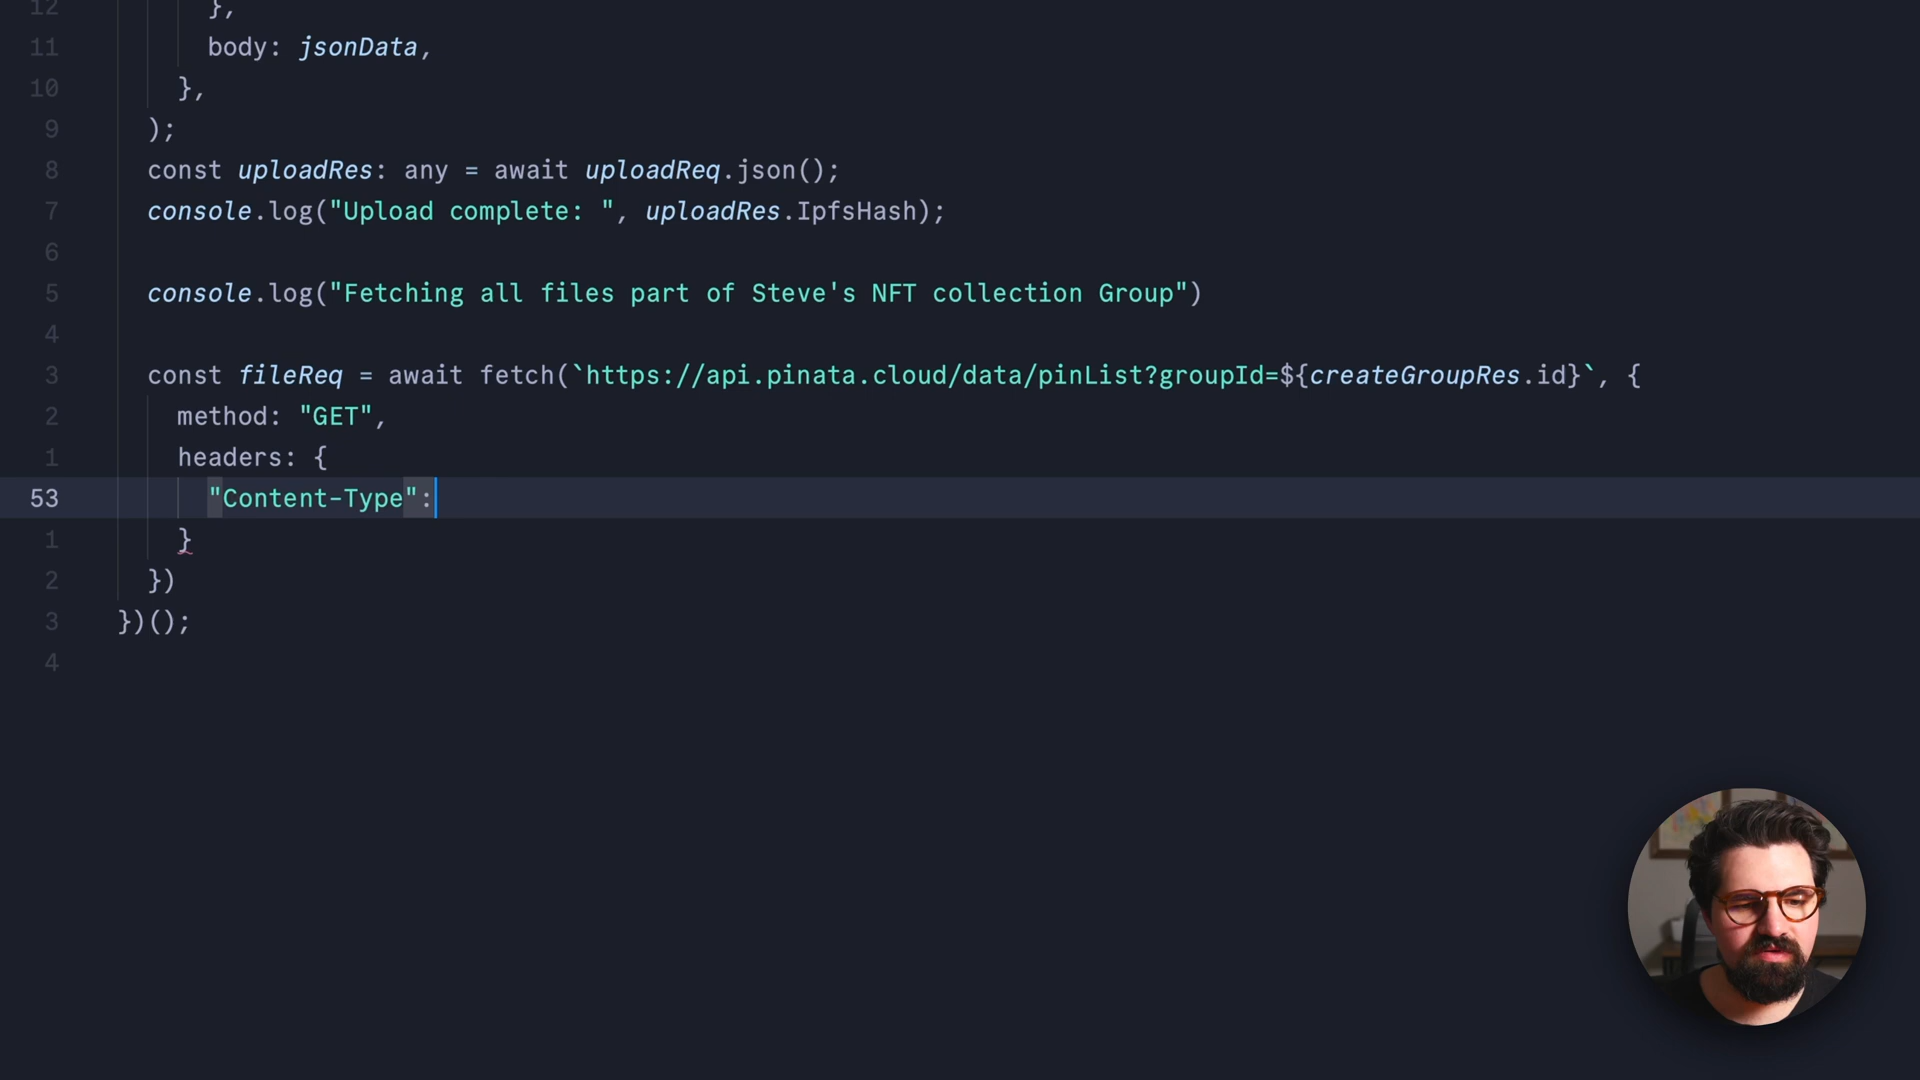 12 },
11 body: jsonData,
10 },
9 );
8 const uploadRes: any = await uploadReq.json();
7 console.log("Upload complete: ", uploadRes.IpfsHash);
6
5 console.log("Fetching all files part of Steve's NFT collection Group")
4
3 const fileReq = await fetch(`https://api.pinata.cloud/data/pinList?groupId=${createGroupRes.id}`, {
2 method: "GET",
1 headers: {
53 "Content-Type":
1 }
2 })
3 })();
4